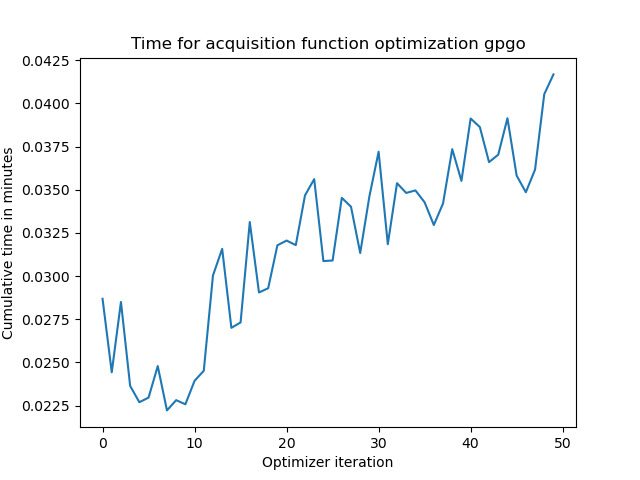 Time for acquisition function optimization gpgo
0.0425
0.0400
0.0375
0.0350
0.0325
0.0300
0.0275
0.0250
0.0225
Cumulative time in minutes
0 10 20 30 40 50
Optimizer iteration